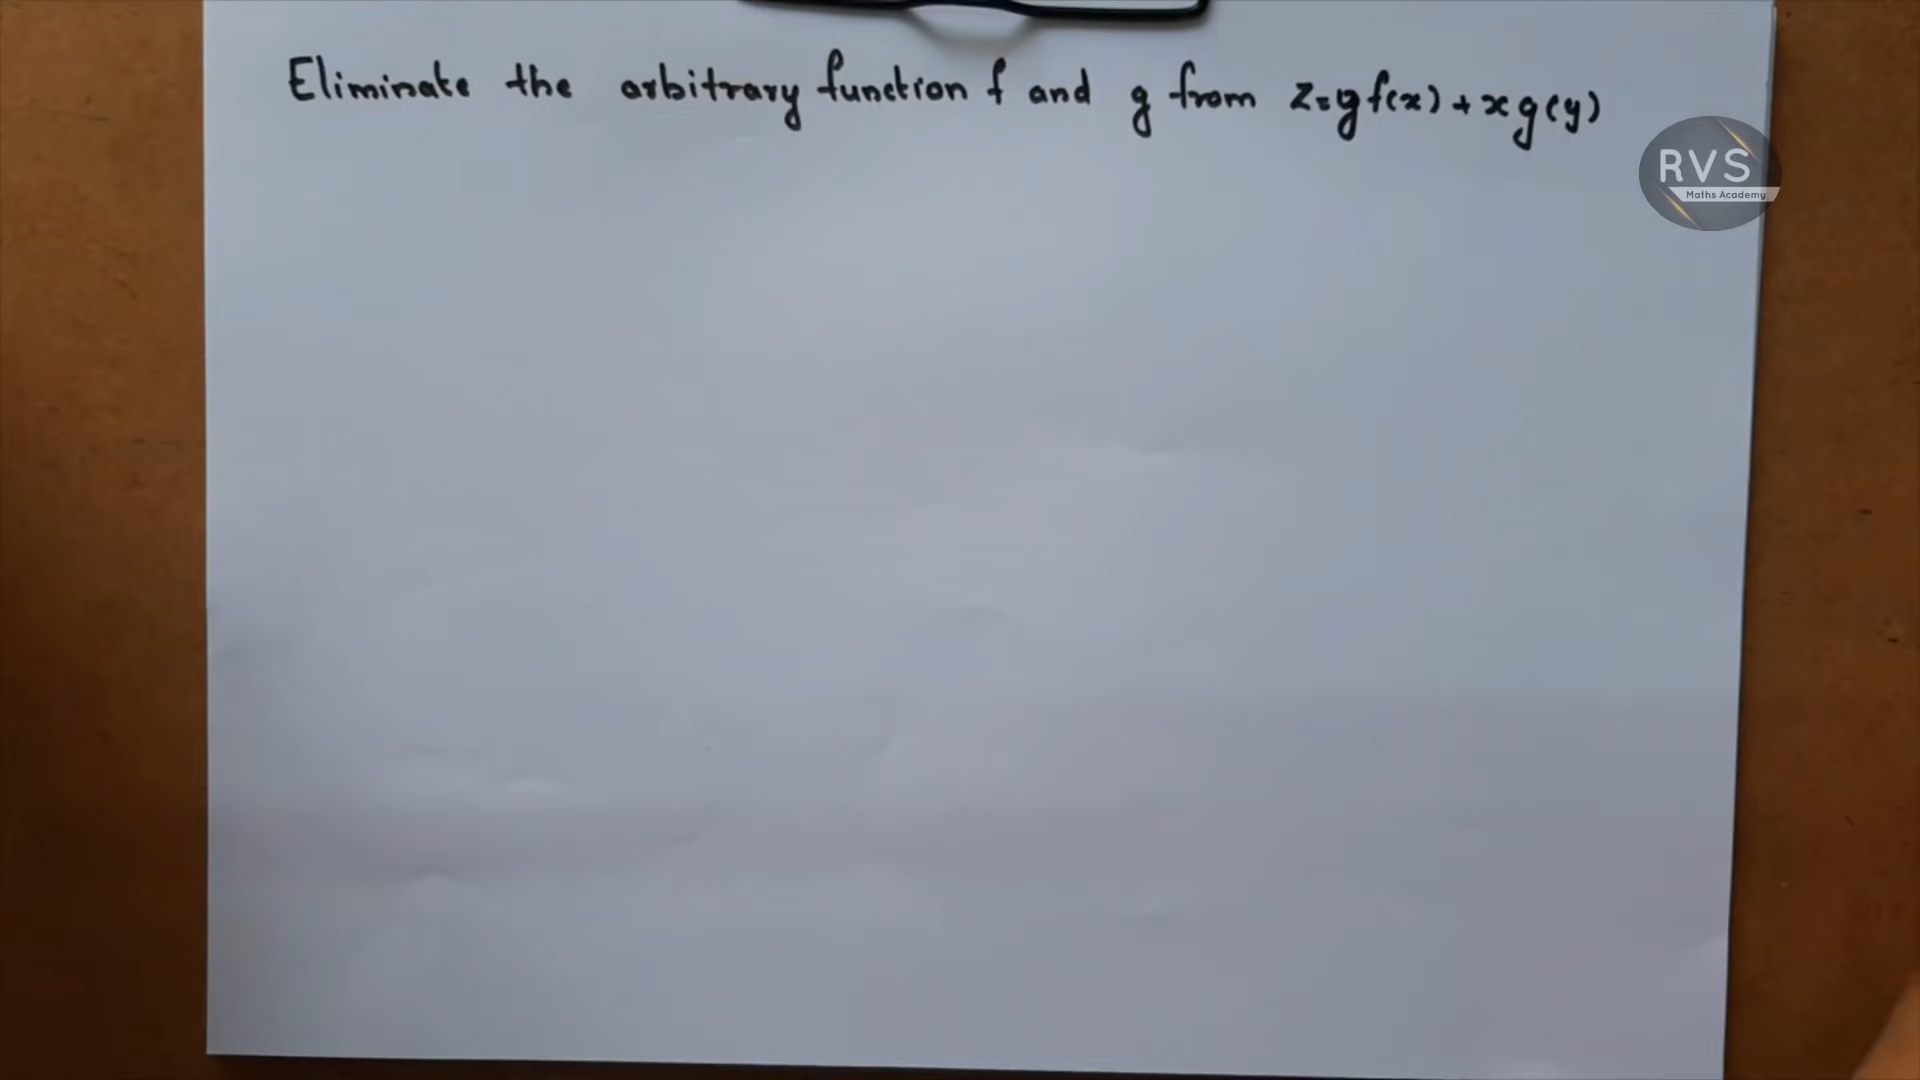 Eliminate the arbitrary function f and g from z=yf(x)+xg(y)
RVS
Maths Academy